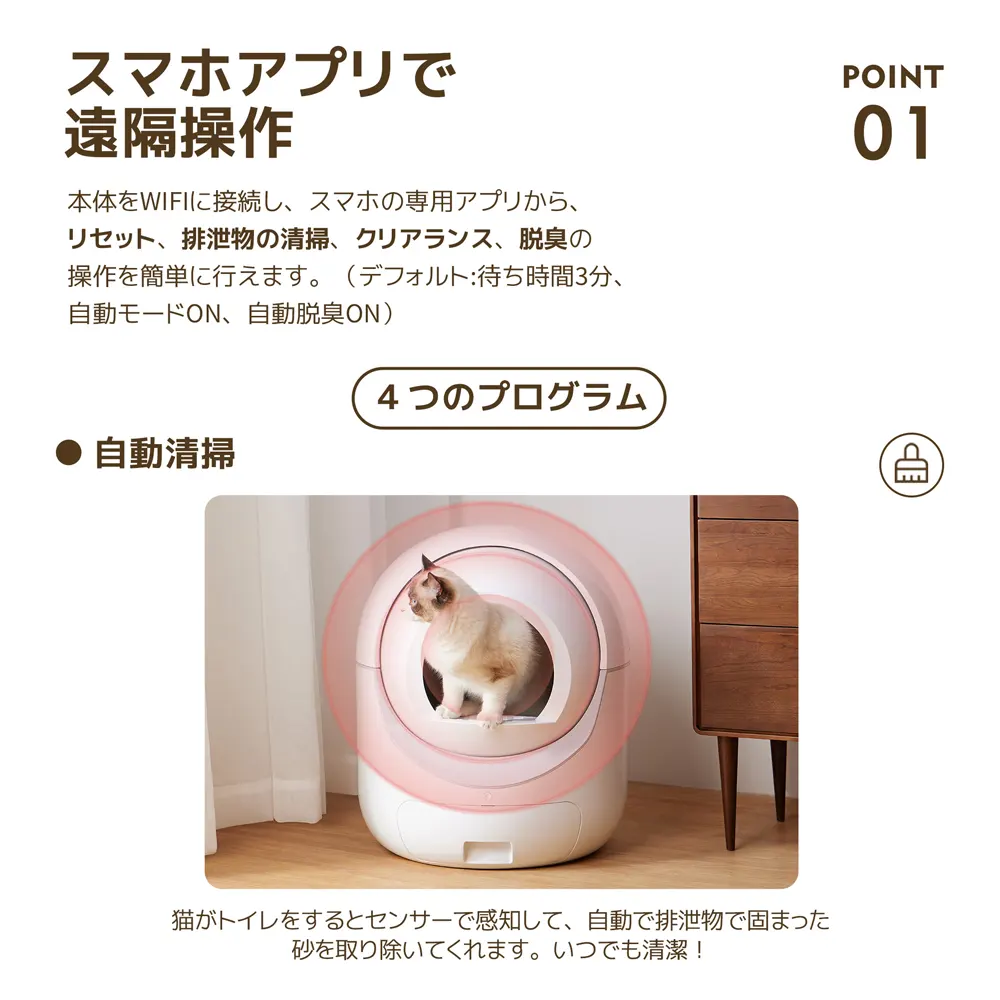 スマホアプリで
遠隔操作
POINT
01
本体をWIFIに接続し、スマホの専用アプリから、
リセット、排泄物の清掃、クリアランス、脱臭の
操作を簡単に行えます。（デフォルト:待ち時間3分、
自動モードON、自動脱臭ON）
４つのプログラム
● 自動清掃
猫がトイレをするとセンサーで感知して、自動で排泄物で固まった
砂を取り除いてくれます。いつでも清潔！